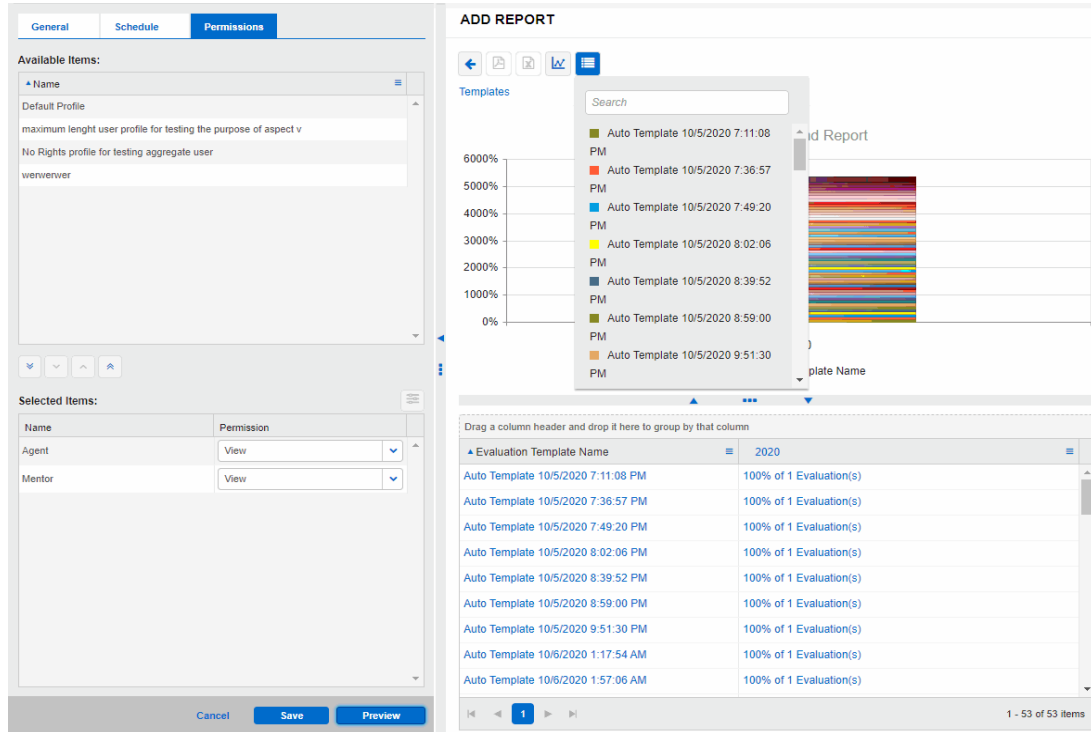 General
Schedule
Permissions
Available Items:
Name
Default Profile
maximum lenght user profile for testing the purpose of aspect v
No Rights profile for testing aggregate user
werwerwer
Selected Items:
Name Permission
Agent View
Mentor View
Cancel
Save
Preview
ADD REPORT
Templates
Search
Auto Template 10/5/2020 7:11:08
PM
Auto Template 10/5/2020 7:36:57
PM
Auto Template 10/5/2020 7:49:20
PM
Auto Template 10/5/2020 8:02:06
PM
Auto Template 10/5/2020 8:39:52
PM
Auto Template 10/5/2020 8:59:00
PM
Auto Template 10/5/2020 9:51:30
PM
Report
6000%
5000%
4000%
3000%
2000%
1000%
0%
plate Name
Drag a column header and drop it here to group by that column
Evaluation Template Name 2020
Auto Template 10/5/2020 7:11:08 PM 100% of 1 Evaluation(s)
Auto Template 10/5/2020 7:36:57 PM 100% of 1 Evaluation(s)
Auto Template 10/5/2020 7:49:20 PM 100% of 1 Evaluation(s)
Auto Template 10/5/2020 8:02:06 PM 100% of 1 Evaluation(s)
Auto Template 10/5/2020 8:39:52 PM 100% of 1 Evaluation(s)
Auto Template 10/5/2020 8:59:00 PM 100% of 1 Evaluation(s)
Auto Template 10/5/2020 9:51:30 PM 100% of 1 Evaluation(s)
Auto Template 10/6/2020 1:17:54 AM 100% of 1 Evaluation(s)
Auto Template 10/6/2020 1:57:06 AM 100% of 1 Evaluation(s)
1
1 - 53 of 53 items